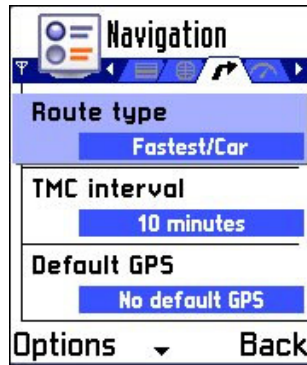 Navigation
Route type
Fastest/Car
TMC interval
10 minutes
Default GPS
No default GPS
Options Back